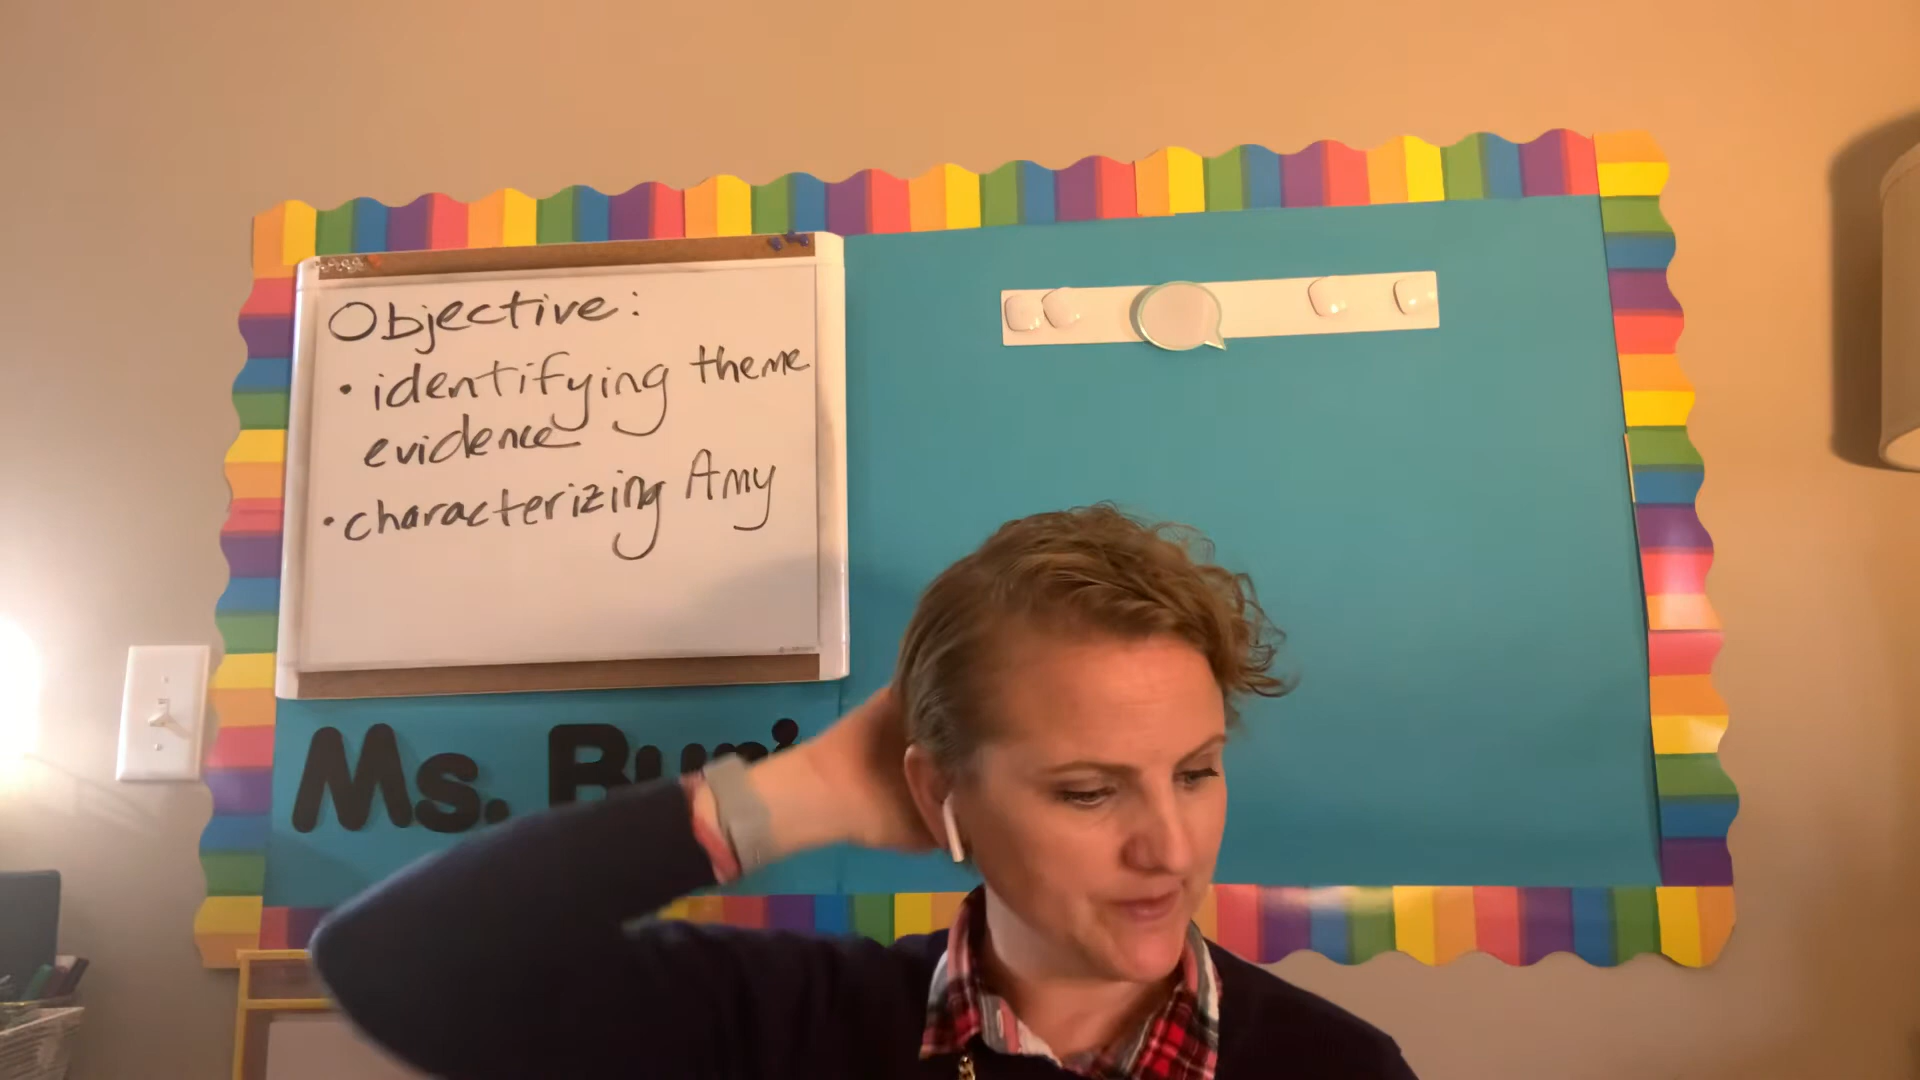 Objective:
• identifying theme
evidence
• characterizing Amy
Ms.